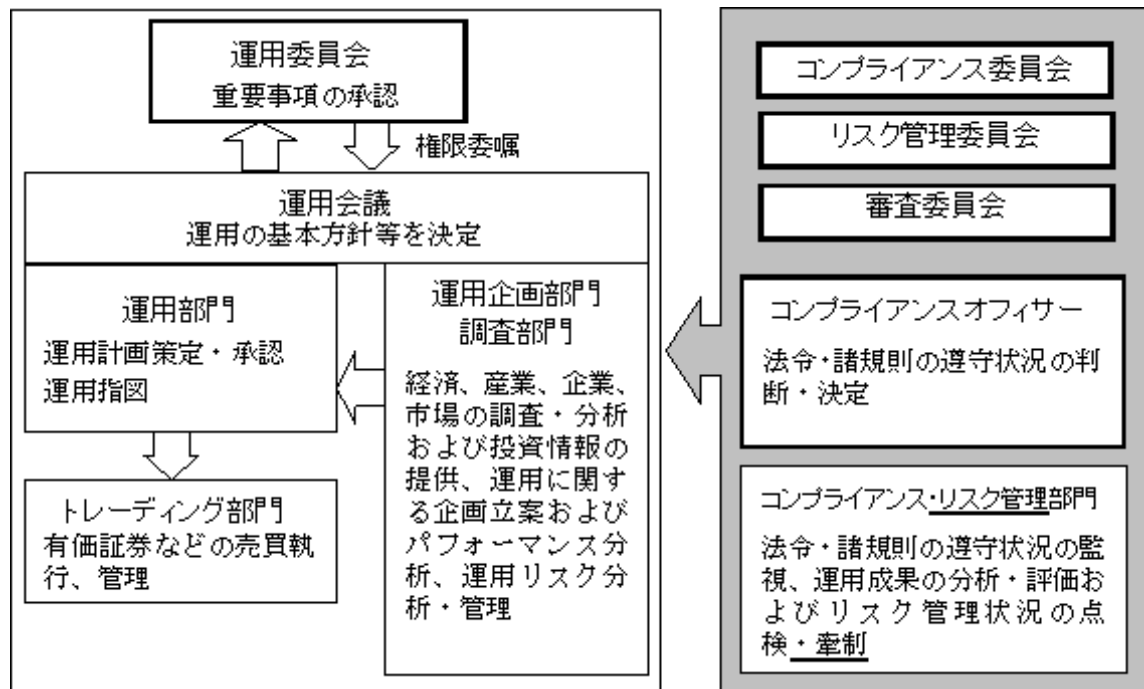 運用委員会
重要事項の承認
権限委嘱
運用会議
運用の基本方針等を決定
運用部門
運用計画策定・承認
運用指図
運用企画部門
調査部門
経済、産業、企業、
市場の調査・分析
および投資情報の
提供、運用に関す
る企画立案および
パフォーマンス分
析、運用リスク分
析・管理
トレーディング部門
有価証券などの売買執
行、管理
コンプライアンス委員会
リスク管理委員会
審査委員会
コンプライアンスオフィサー
法令・諸規則の遵守状況の判
断・決定
コンプライアンス・リスク管理部門
法令・諸規則の遵守状況の監
視、運用成果の分析・評価お
よびリスク管理状況の点
検・牽制